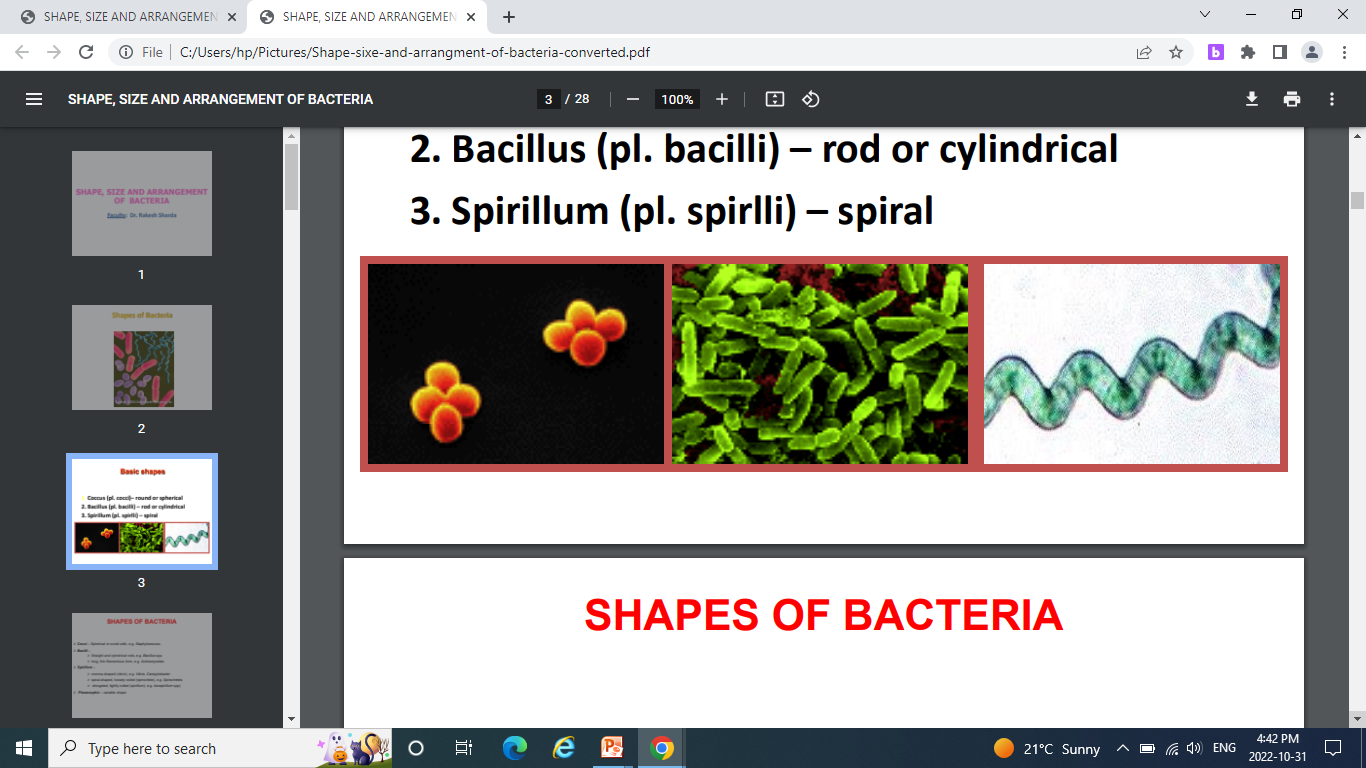 SHAPE, SIZE AND ARRANGEMEN
SHAPE, SIZE AND ARRANGEMEN
File
C:/Users/hp/Pictures/Shape-sixe-and-arrangment-of-bacteria-converted.pdf
SHAPE, SIZE AND ARRANGEMENT OF BACTERIA
3 / 28
100%
SHAPE, SIZE AND ARRANGEMENT
OF BACTERIA
Faculty: Dr. Rakesh Sharda
1
Shapes of Bacteria
2
Basic shapes
Coccus (pl. cocci)– round or spherical
2. Bacillus (pl. bacilli) – rod or cylindrical
3. Spirillum (pl. spirlli) – spiral
3
SHAPES OF BACTERIA
2. Bacillus (pl. bacilli) – rod or cylindrical
3. Spirillum (pl. spirlli) – spiral
SHAPES OF BACTERIA
Type here to search
21°C Sunny
ENG
4:42 PM
2022-10-31